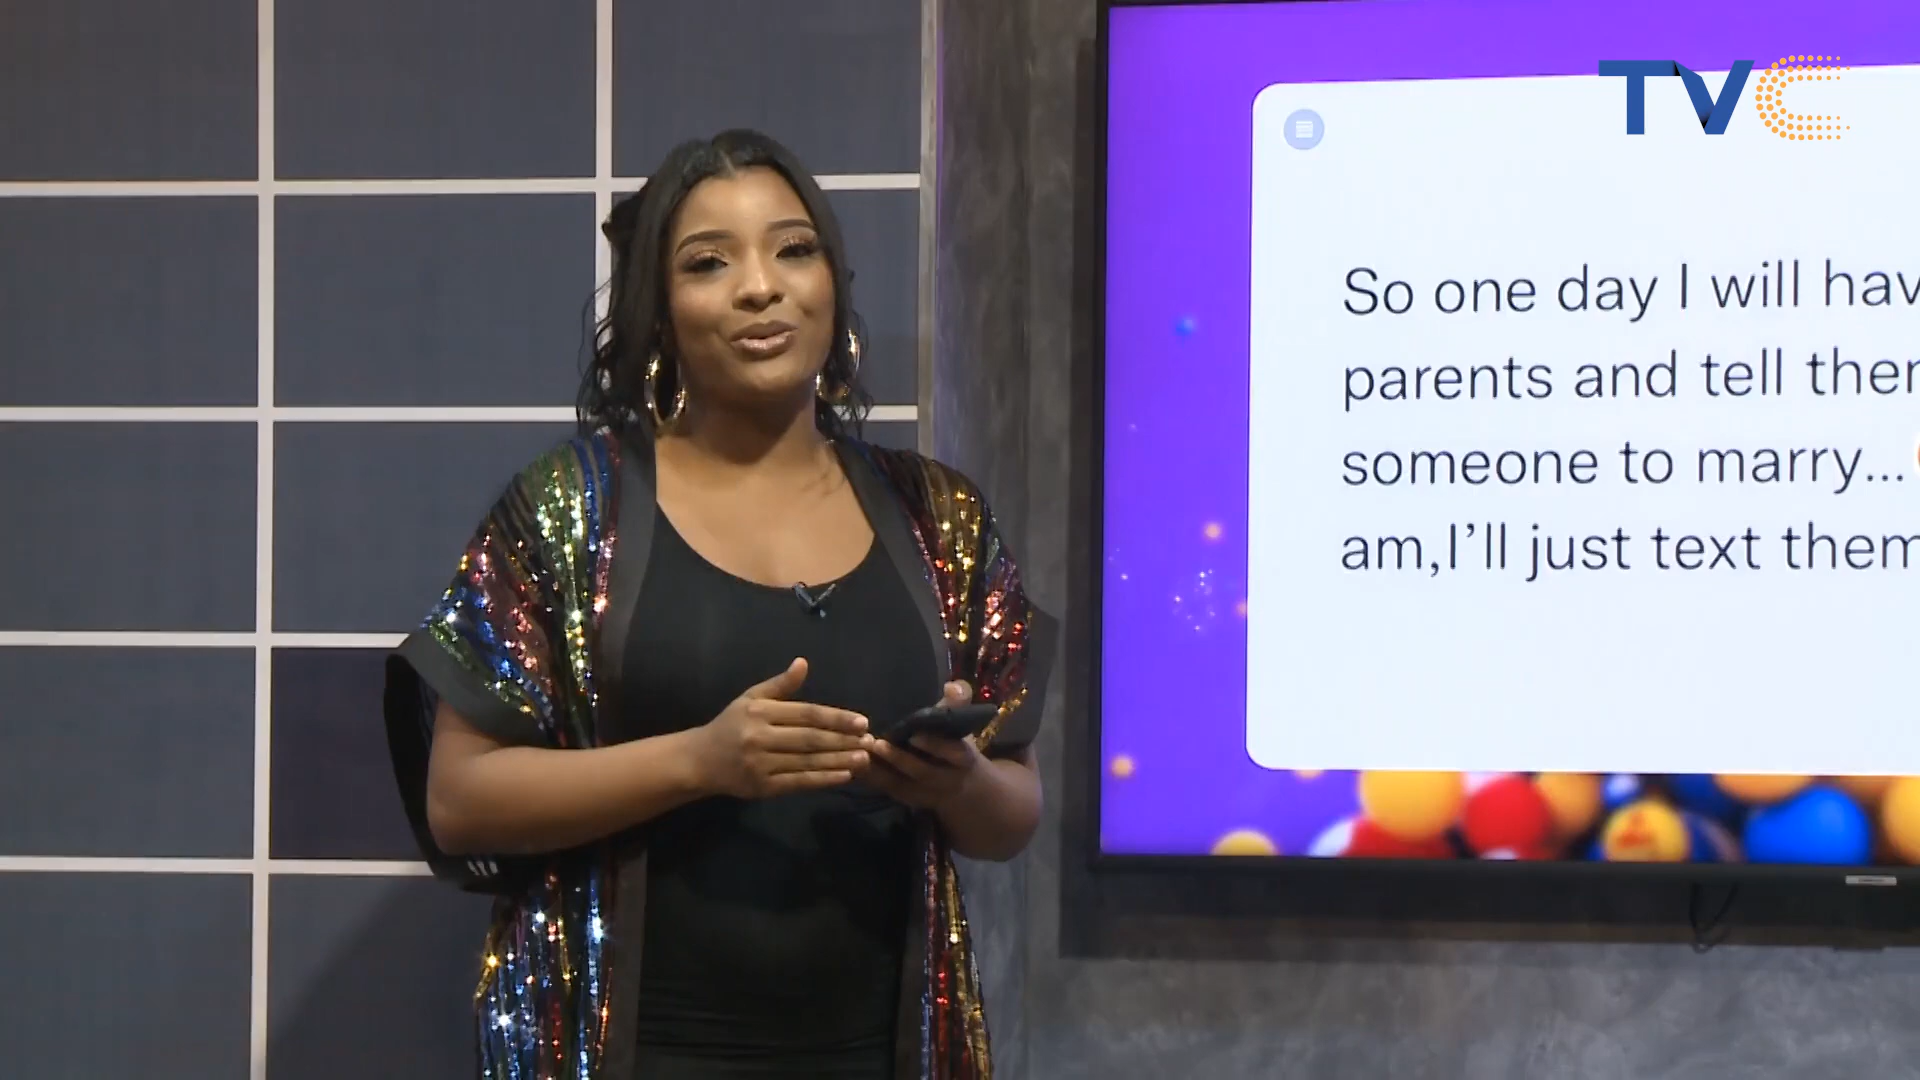 TVC
So one day I will hav
parents and tell ther
someone to marry...
am,I'll just text them